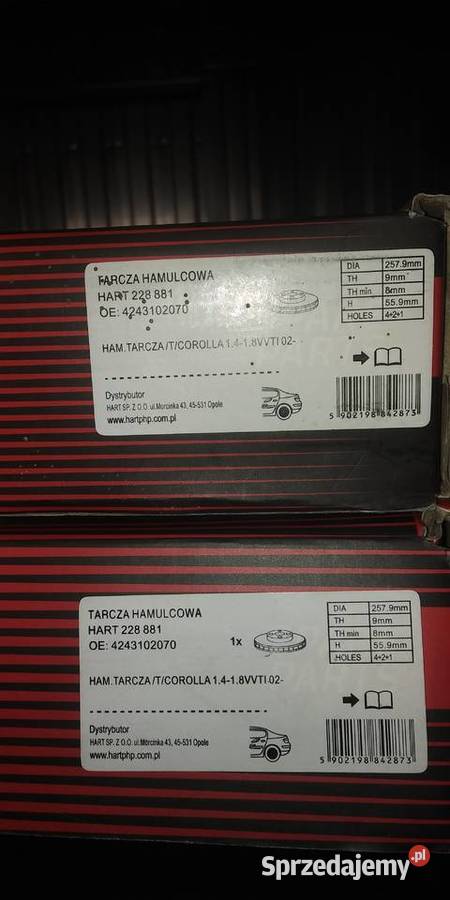 TARCZA HAMULCOWA
HART 228 881
OE: 4243102070
HAM.TARCZA /T/COROLLA 1.4-1.8VVTI 02-
Dystrybutor
HART SP. Z O.O. ul.Morcinka 43, 45-531 Opole
www.hartphp.com.pl
DIA 257.9mm
TH 9mm
TH min 8mm
H 55.9mm
HOLES 4+2+1
5 902198 842873
TARCZA HAMULCOWA
HART 228 881
OE: 4243102070
1x
HAM.TARCZA /T/COROLLA 1.4-1.8VVTI 02-
Dystrybutor
HART SP. Z O.O. ul.Morcinka 43, 45-531 Opole
www.hartphp.com.pl
DIA 257.9mm
TH 9mm
TH min 8mm
H 55.9mm
HOLES 4+2+1
5 902198 842873
Sprzedajemy.pl